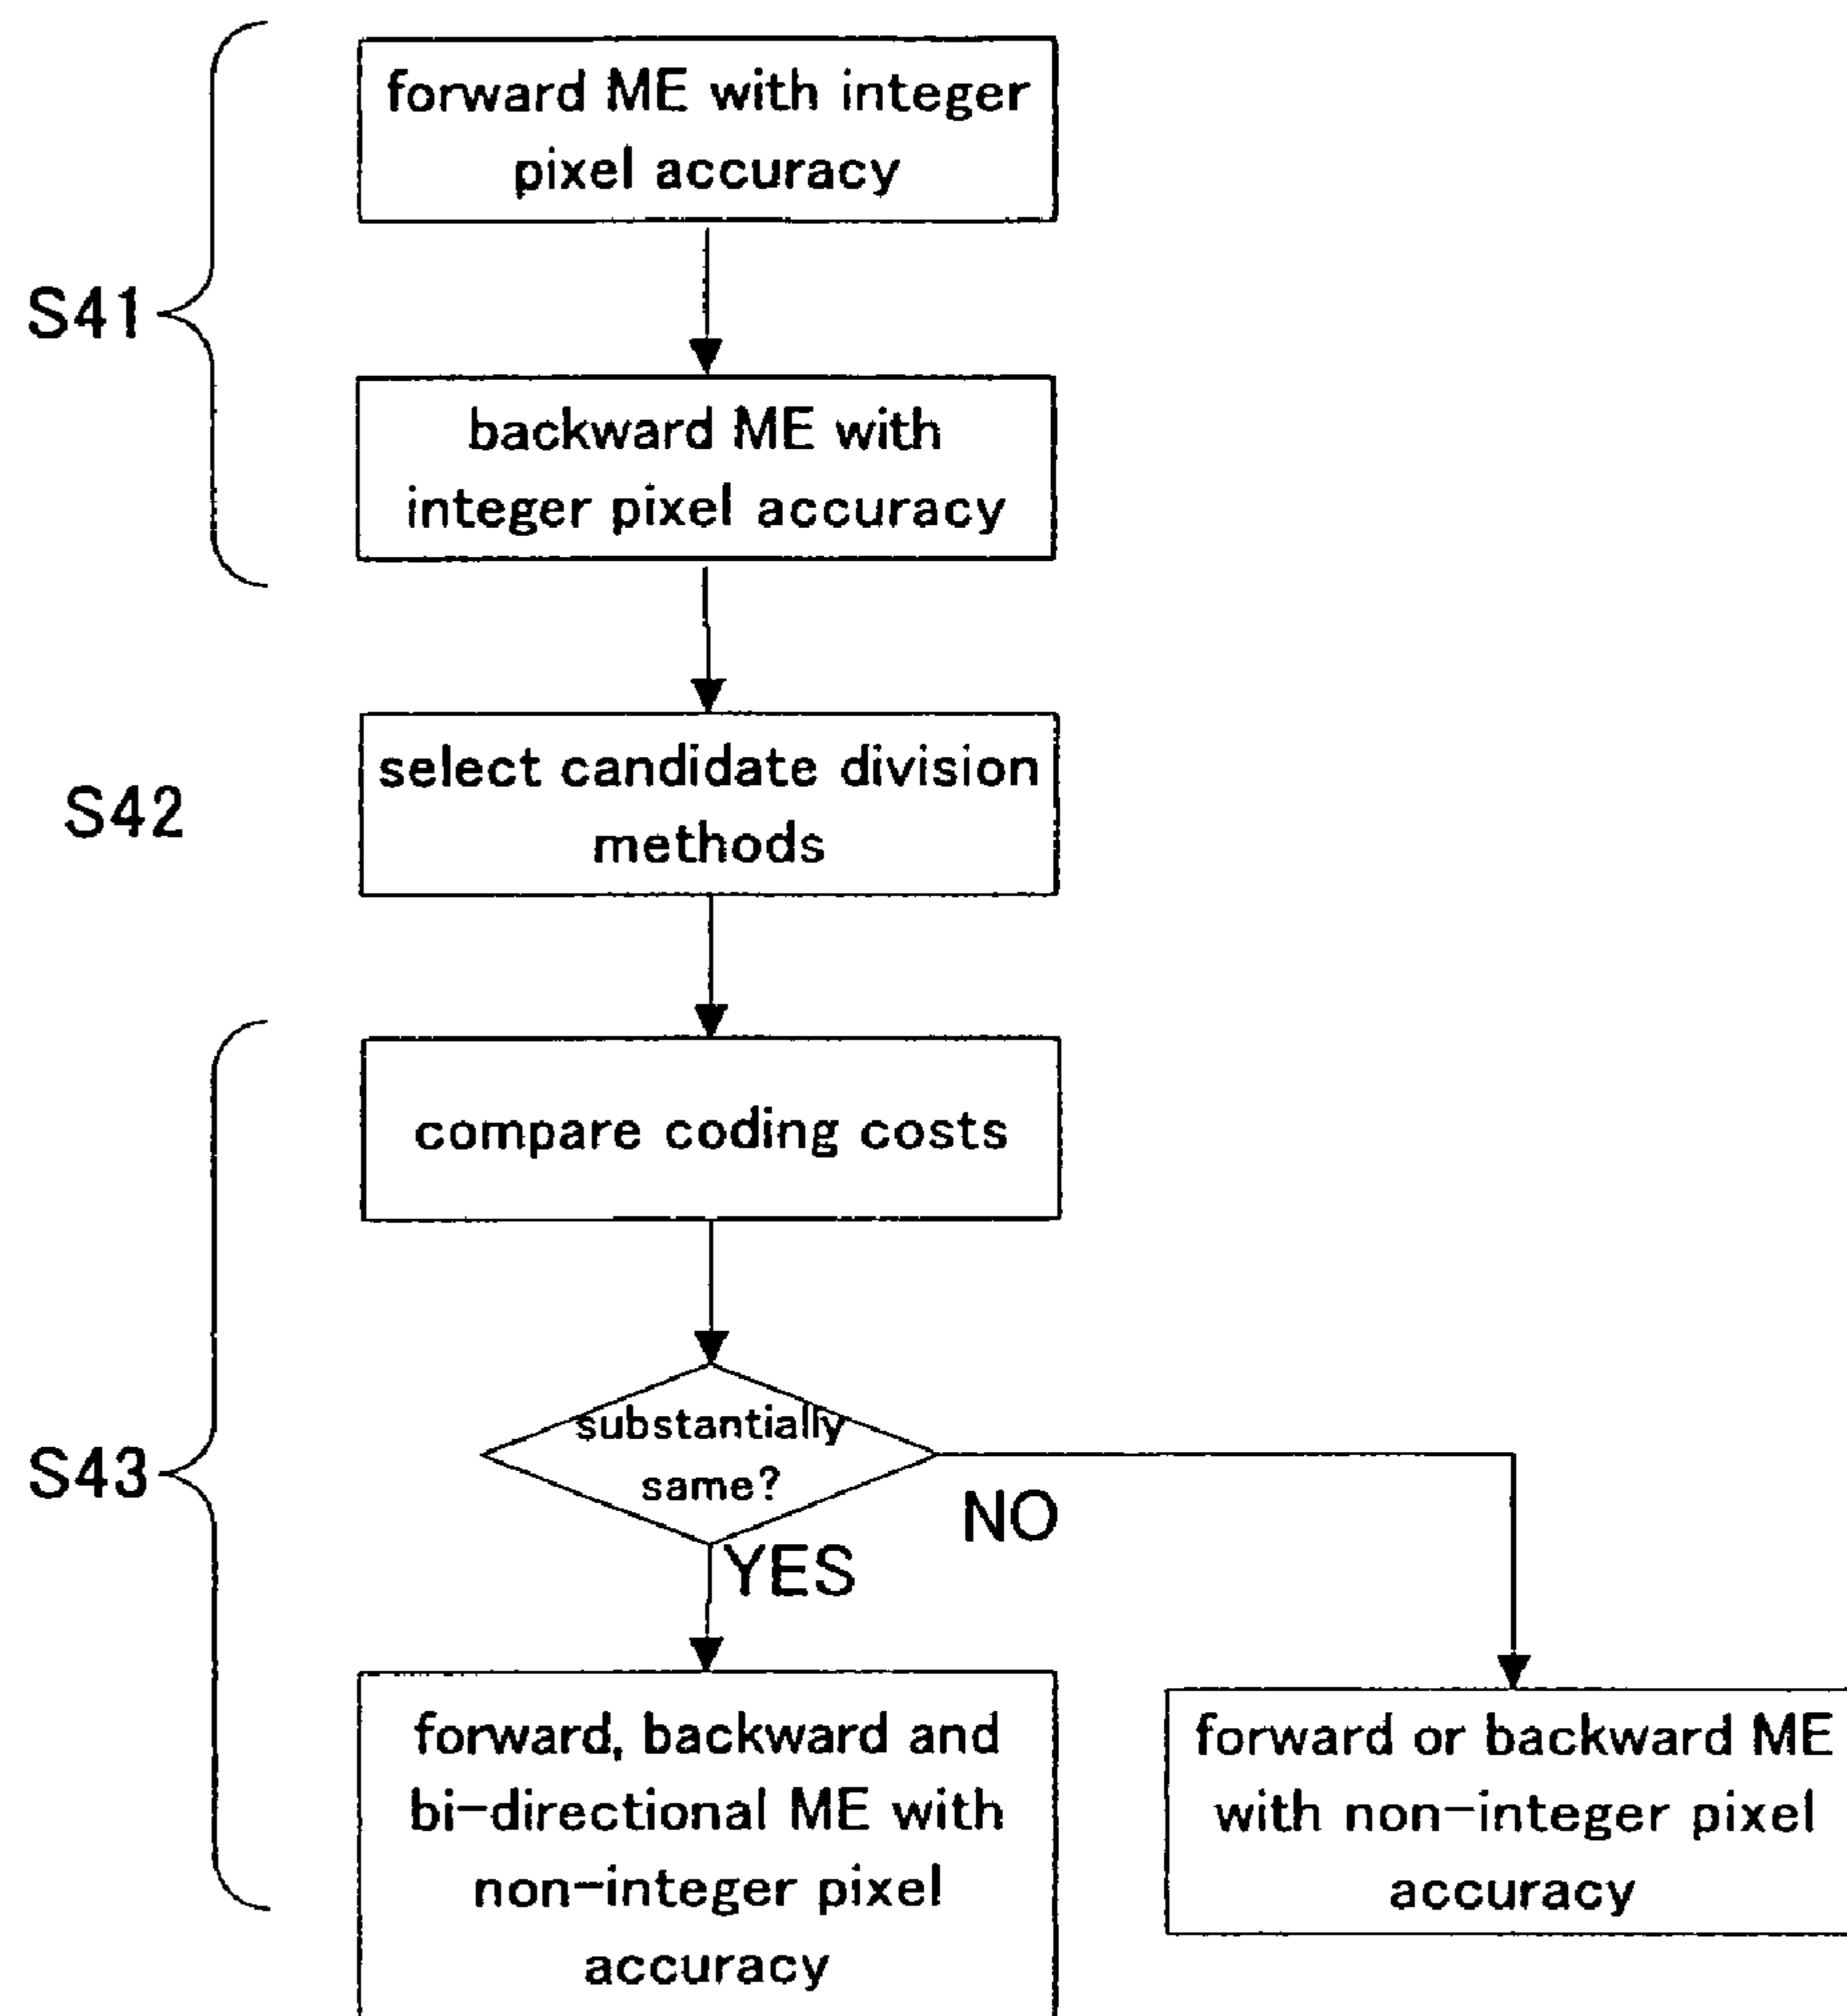 forward ME with integer
pixel accuracy
S41
backward ME with
integer pixel accuracy
select candidate division
methods
S42
compare coding costs
substantially
same?
S43
NO
YES
forward, backward and
bi-directional ME with
non-integer pixel
accuracy
forward or backward ME
with non-integer pixel
accuracy